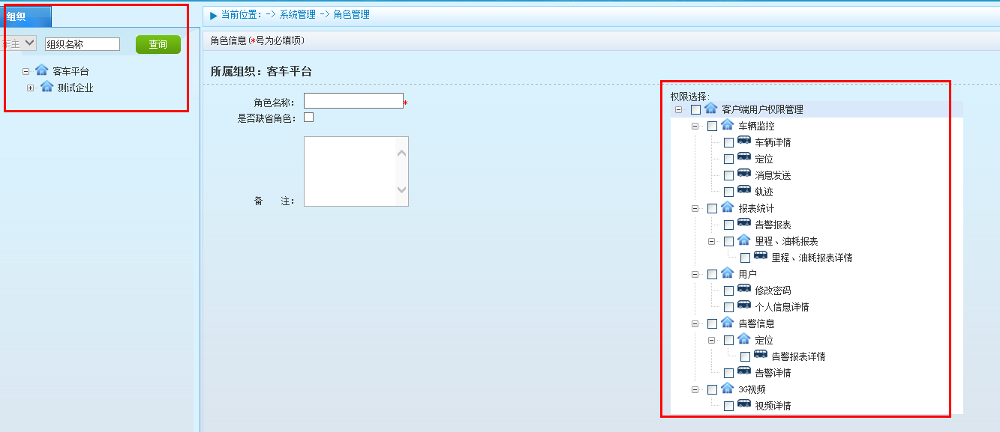 组织
当前位置: -> 系统管理 -> 角色管理
车主
组织名称
查询
角色信息(*号为必填项)
客车平台
测试企业
所属组织：客车平台
角色名称：
*
是否缺省角色：
备 注：
权限选择:
客户端用户权限管理
车辆监控
车辆详情
定位
消息发送
轨迹
报表统计
告警报表
里程、油耗报表
里程、油耗报表详情
用户
修改密码
个人信息详情
告警信息
定位
告警报表详情
告警详情
3G视频
视频详情